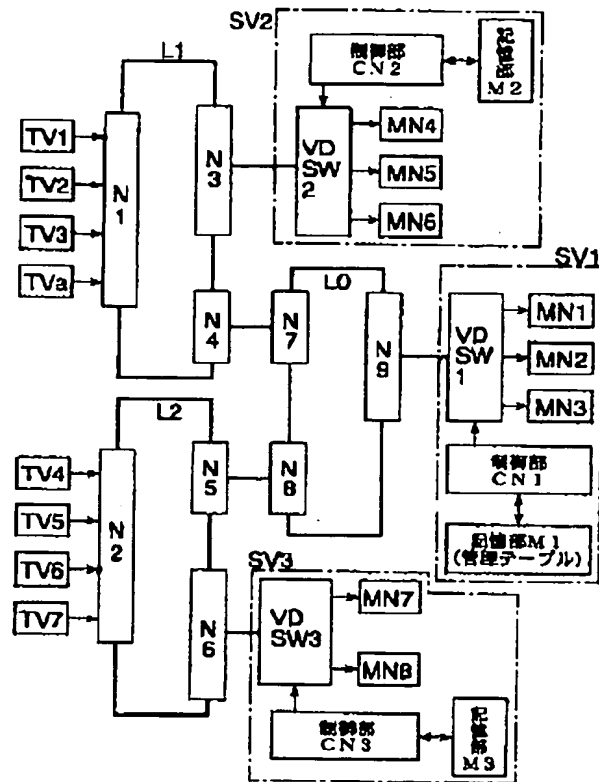 SV2
制御部
CN2
記憶部
M2
L1
TV1
TV2
TV3
TVa
N1
N3
VD
SW
2
MN4
MN5
MN6
SV1
L0
N4
N7
N9
VD
SW
1
MN1
MN2
MN3
制御部
CN1
記憶部M1
(管理テーブル)
L2
TV4
TV5
TV6
TV7
N2
N5
N8
N6
SV3
VD
SW3
MN7
MN8
制御部
CN3
記憶部
M3